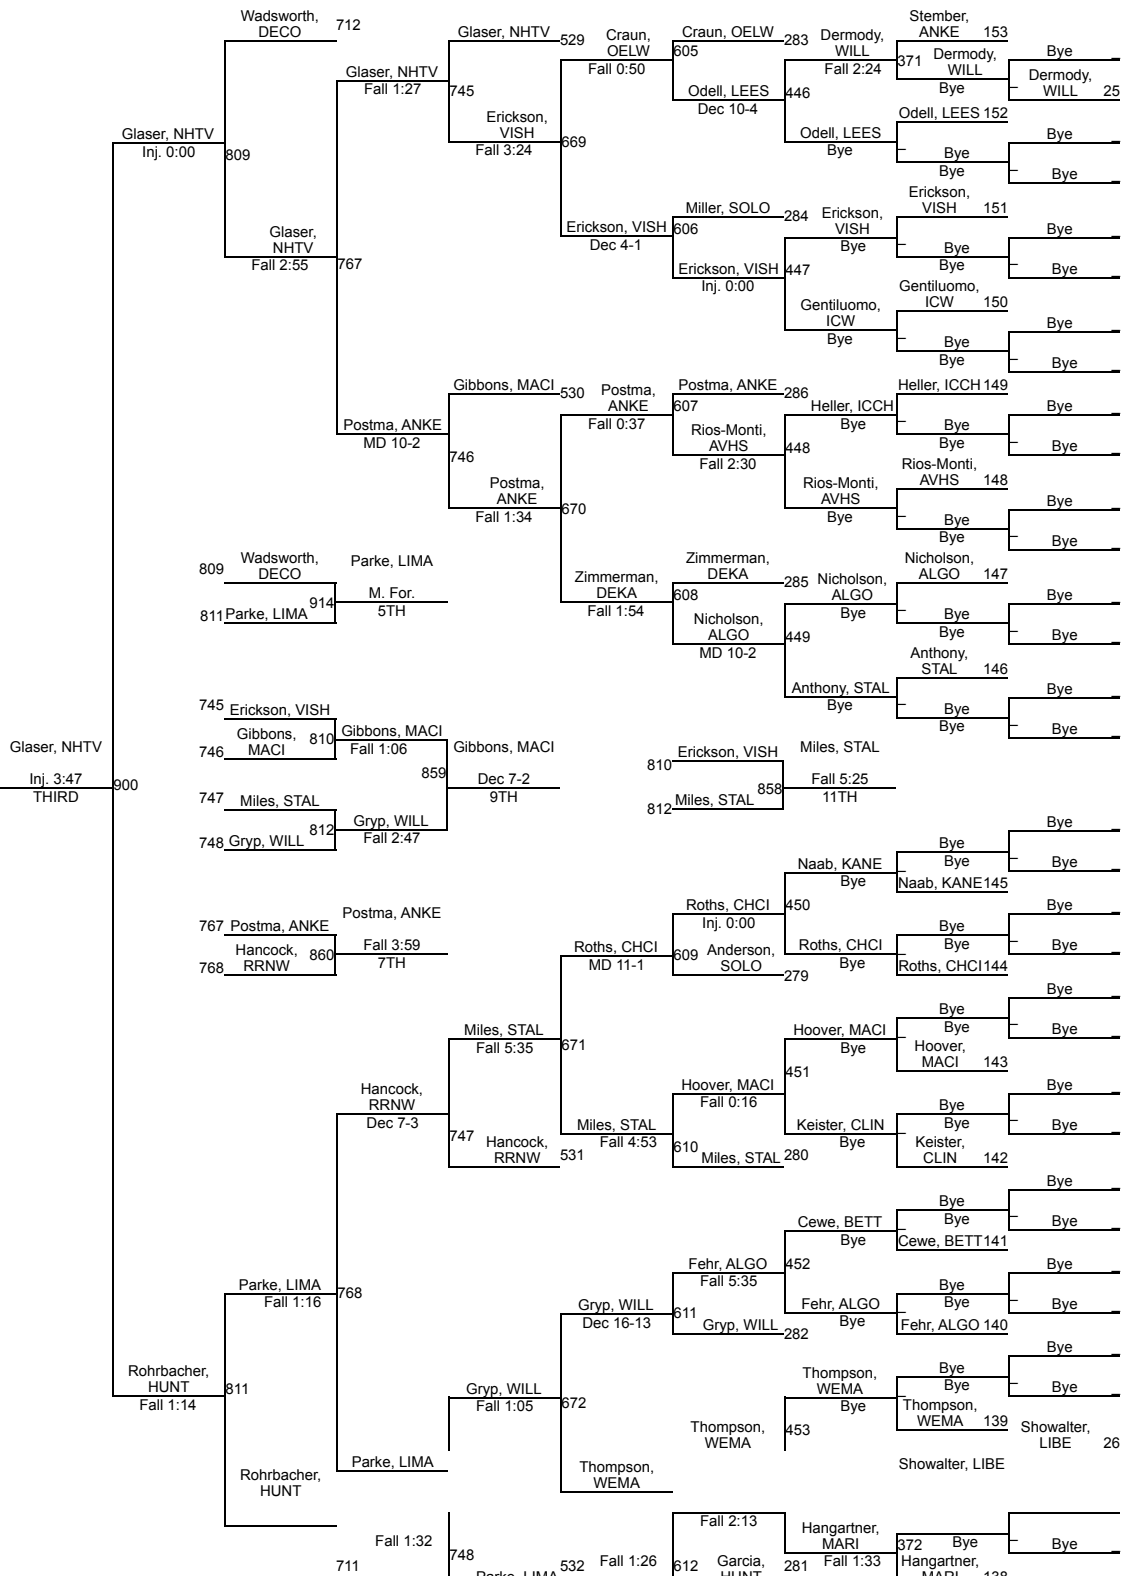 Wadsworth,
DECO 712
Glaser, NHTV 529
Craun,
OELW
Fall 0:50
Craun, OELW 283
605
Dermody,
WILL
Fall 2:24
Stember,
ANKE 153
371
Dermody,
WILL
Bye
Bye
Dermody,
WILL 25
Glaser, NHTV
Fall 1:27
745
Odell, LEES
Dec 10-4
446
Odell, LEES 152
Glaser, NHTV
Inj. 0:00
809
Erickson,
VISH
Fall 3:24
669
Odell, LEES
Bye
Bye
Bye
Bye
Bye
Erickson,
VISH 151
Miller, SOLO 284
Erickson,
VISH
Bye
Erickson, VISH
Dec 4-1
606
Bye
Bye
Bye
Bye
Glaser,
NHTV
Fall 2:55
767
Erickson, VISH
Inj. 0:00
447
Gentiluomo,
ICW 150
Gentiluomo,
ICW
Bye
Bye
Bye
Bye
Bye
Gibbons, MACI 530
Postma,
ANKE
Fall 0:37
Postma, ANKE 286
607
Heller, ICCH
Bye
Heller, ICCH 149
Bye
Bye
Bye
Bye
Postma, ANKE
MD 10-2
746
Rios-Monti,
AVHS
Fall 2:30
448
Rios-Monti,
AVHS 148
Postma,
ANKE
Fall 1:34
670
Rios-Monti,
AVHS
Bye
Bye
Bye
Bye
Bye
809
Wadsworth,
DECO
Parke, LIMA
Zimmerman,
DEKA
285
Nicholson,
ALGO
Bye
Nicholson,
ALGO 147
914
M. For.
5TH
811 Parke, LIMA
Zimmerman,
DEKA
Fall 1:54
608
Bye
Bye
Bye
Bye
Nicholson,
ALGO
MD 10-2
449
Anthony,
STAL 146
Anthony, STAL
Bye
Bye
Bye
Bye
Bye
745 Erickson, VISH
Gibbons,
MACI
746
810
Gibbons, MACI
Fall 1:06
Glaser, NHTV
Inj. 3:47
THIRD
900
859
Gibbons, MACI
Dec 7-2
9TH
810
Erickson, VISH
858
Miles, STAL
Fall 5:25
11TH
812 Miles, STAL
747 Miles, STAL
812
Gryp, WILL
Fall 2:47
748 Gryp, WILL
Bye
Bye
Bye
Bye
Naab, KANE
Bye
Naab, KANE 145
Roths, CHCI
Inj. 0:00
450
767 Postma, ANKE
Postma, ANKE
Hancock,
RRNW
768
860
Fall 3:59
7TH
Roths, CHCI
MD 11-1
609
Anderson,
SOLO
279
Roths, CHCI
Bye
Bye
Bye
Bye
Bye
Roths, CHCI 144
Miles, STAL
Fall 5:35
671
Hoover, MACI
Bye
Bye
Bye
Bye
Bye
Hoover,
MACI 143
451
Hancock,
RRNW
Dec 7-3
747
Hoover, MACI
Fall 0:16
Miles, STAL
Fall 4:53
610
Hancock,
RRNW
531
Miles, STAL 280
Keister, CLIN
Bye
Bye
Bye
Bye
Bye
Keister,
CLIN 142
Bye
Bye
Bye
Bye
Cewe, BETT
Bye
Cewe, BETT 141
Parke, LIMA
Fall 1:16
768
Fehr, ALGO
Fall 5:35
452
Gryp, WILL
Dec 16-13
611
Gryp, WILL 282
Fehr, ALGO
Bye
Bye
Bye
Bye
Bye
Fehr, ALGO 140
Rohrbacher,
HUNT
Fall 1:14
811
Gryp, WILL
Fall 1:05
672
Thompson,
WEMA
Bye
Bye
Bye
Bye
Bye
Thompson,
WEMA 139
Thompson,
WEMA
453
Showalter,
LIBE 26
Parke, LIMA
Thompson,
WEMA
Showalter, LIBE
Rohrbacher,
HUNT
711
Fall 1:32
748
Parke, LIMA
532
Fall 1:26
Fall 2:13
612
Garcia,
HUNT
281
Hangartner,
MARI
Fall 1:33
372
Bye
Bye
Hangartner,
MARI 138